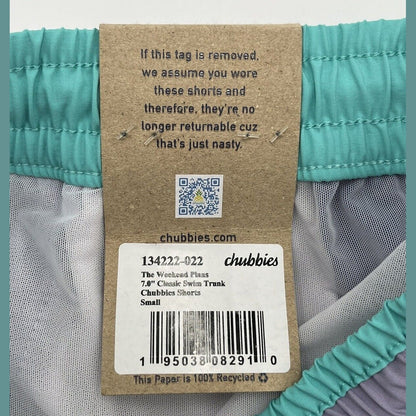 If this tag is removed,
we assume you wore
these shorts and
therefore, they're no
longer returnable cuz
that's just nasty.
chubbies.com
134222-022 chubbies
The Weekend Plans
7.0" Classic Swim Trunk
Chubbies Shorts
Small
1 95038 08291 0
This Paper is 100% Recycled